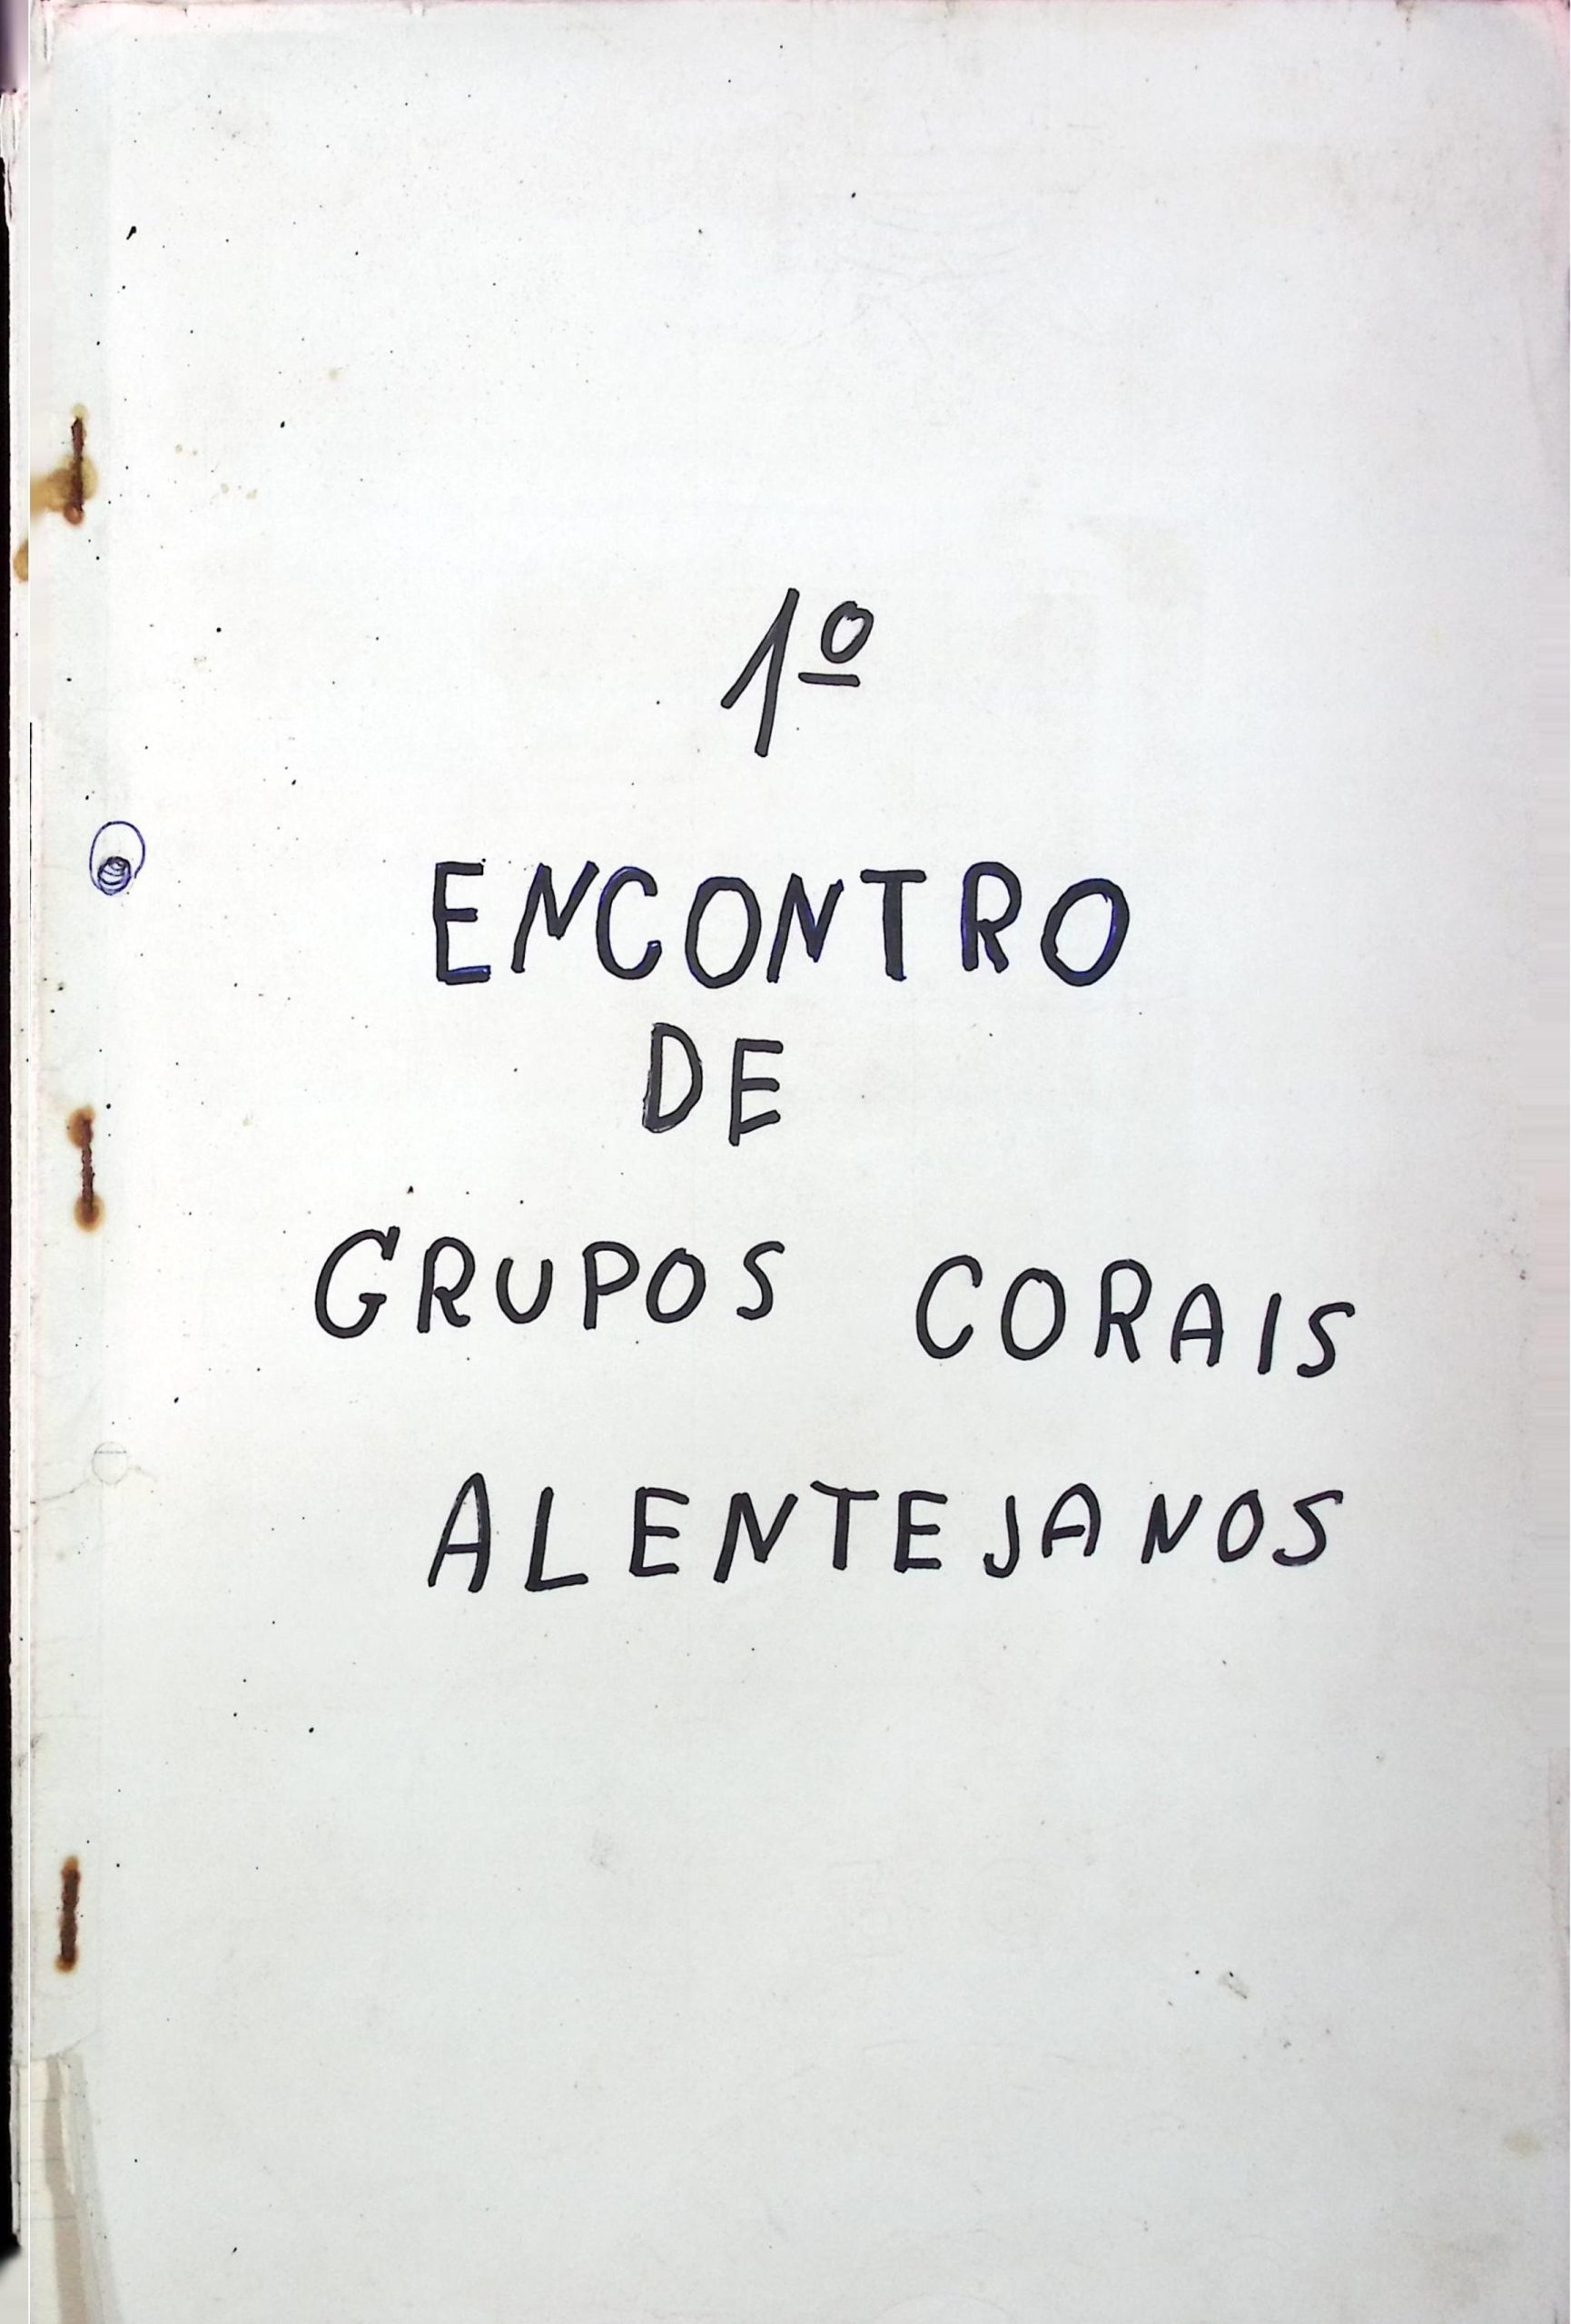 1º
ENCONTRO
DE
GRUPOS CORAIS
ALENTEJANOS